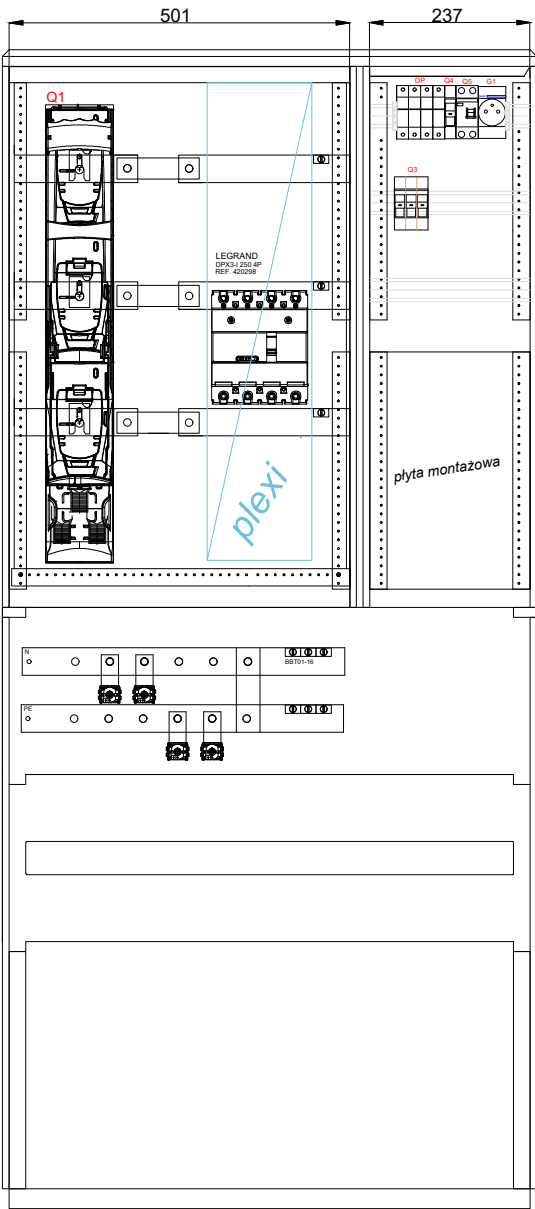 501
237
Q1
OP
Q4
Q5
G1
Q3
LEGRAND
DPX3-I 250 4P
REF. 420298
plexi
płyta montażowa
N
BBT01-16
PE